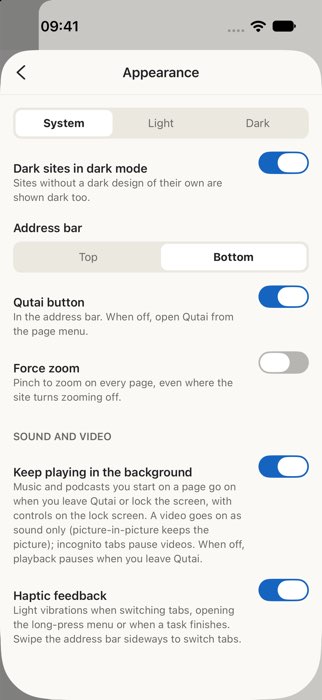 09:41
Appearance
System Light Dark
Dark sites in dark mode
Sites without a dark design of their own are
shown dark too.
Address bar
Top Bottom
Qutai button
In the address bar. When off, open Qutai from
the page menu.
Force zoom
Pinch to zoom on every page, even where the
site turns zooming off.
SOUND AND VIDEO
Keep playing in the background
Music and podcasts you start on a page go on
when you leave Qutai or lock the screen, with
controls on the lock screen. A video goes on as
sound only (picture-in-picture keeps the
picture); incognito tabs pause videos. When off,
playback pauses when you leave Qutai.
Haptic feedback
Light vibrations when switching tabs, opening
the long-press menu or when a task finishes.
Swipe the address bar sideways to switch tabs.